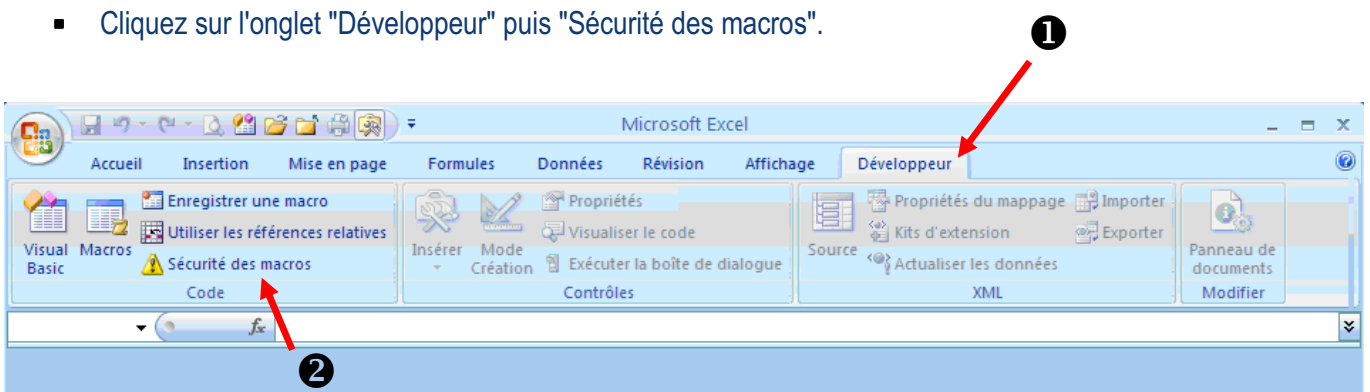 ▪ Cliquez sur l'onglet "Développeur" puis "Sécurité des macros".
❶
Microsoft Excel
Accueil Insertion Mise en page Formules Données Révision Affichage Développeur
Visual Basic
Macros
Enregistrer une macro
Utiliser les références relatives
Sécurité des macros
Code
Insérer
Mode Création
Propriétés
Visualiser le code
Exécuter la boîte de dialogue
Contrôles
Source
Propriétés du mappage
Kits d'extension
Actualiser les données
Importer
Exporter
XML
Panneau de documents
Modifier
fx
❷